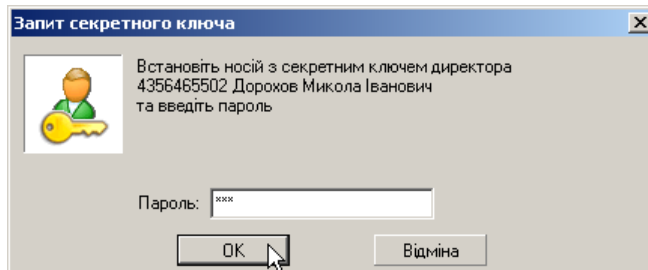 Запит секретного ключа
Встановіть носій з секретним ключем директора
4356465502 Дорохов Микола Іванович
та введіть пароль
Пароль: ***
OK Відміна